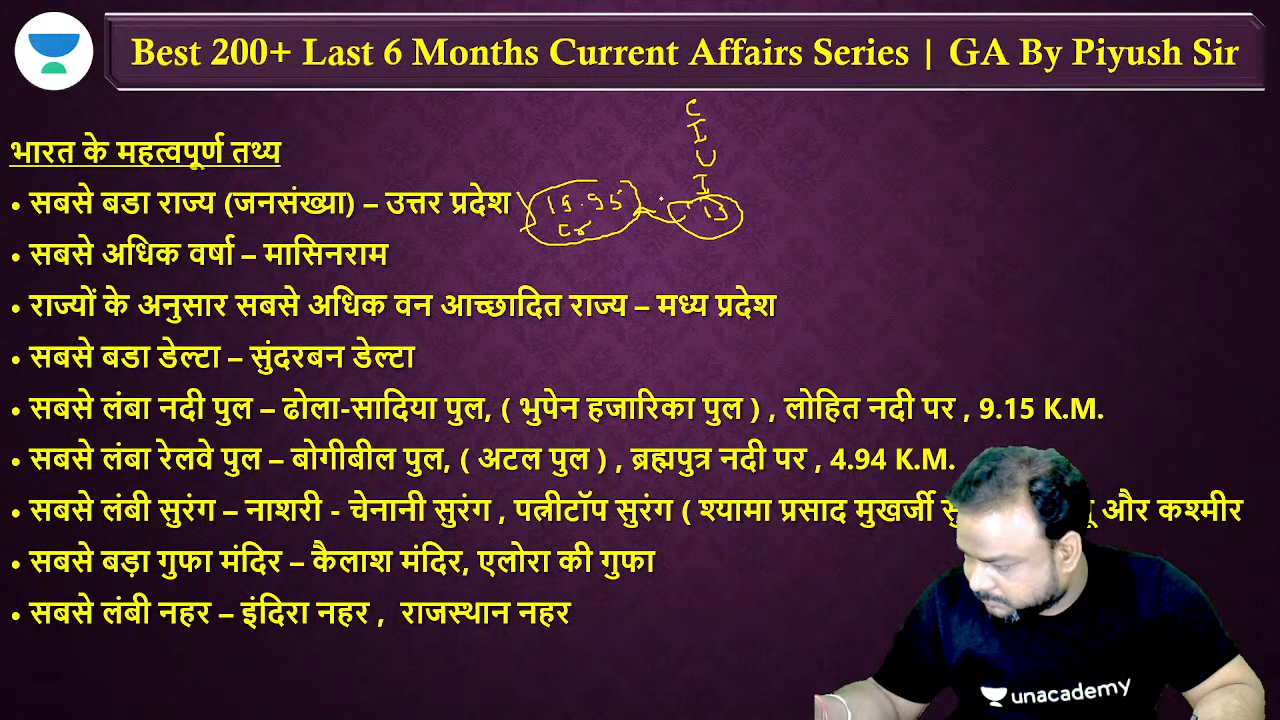 Best 200+ Last 6 Months Current Affairs Series | GA By Piyush Sir
भारत के महत्वपूर्ण तथ्य
• सबसे बडा राज्य (जनसंख्या) – उत्तर प्रदेश
19.95
Cr
• सबसे अधिक वर्षा – मासिनराम
• राज्यों के अनुसार सबसे अधिक वन आच्छादित राज्य – मध्य प्रदेश
• सबसे बडा डेल्टा – सुंदरबन डेल्टा
• सबसे लंबा नदी पुल – ढोला-सादिया पुल, ( भुपेन हजारिका पुल ) , लोहित नदी पर , 9.15 K.M.
• सबसे लंबा रेलवे पुल – बोगीबील पुल, ( अटल पुल ) , ब्रह्मपुत्र नदी पर , 4.94 K.M.
• सबसे लंबी सुरंग – नाशरी - चेनानी सुरंग , पत्नीटॉप सुरंग ( श्यामा प्रसाद मुखर्जी और कश्मीर
• सबसे बड़ा गुफा मंदिर – कैलाश मंदिर, एलोरा की गुफा
• सबसे लंबी नहर – इंदिरा नहर , राजस्थान नहर
unacademy